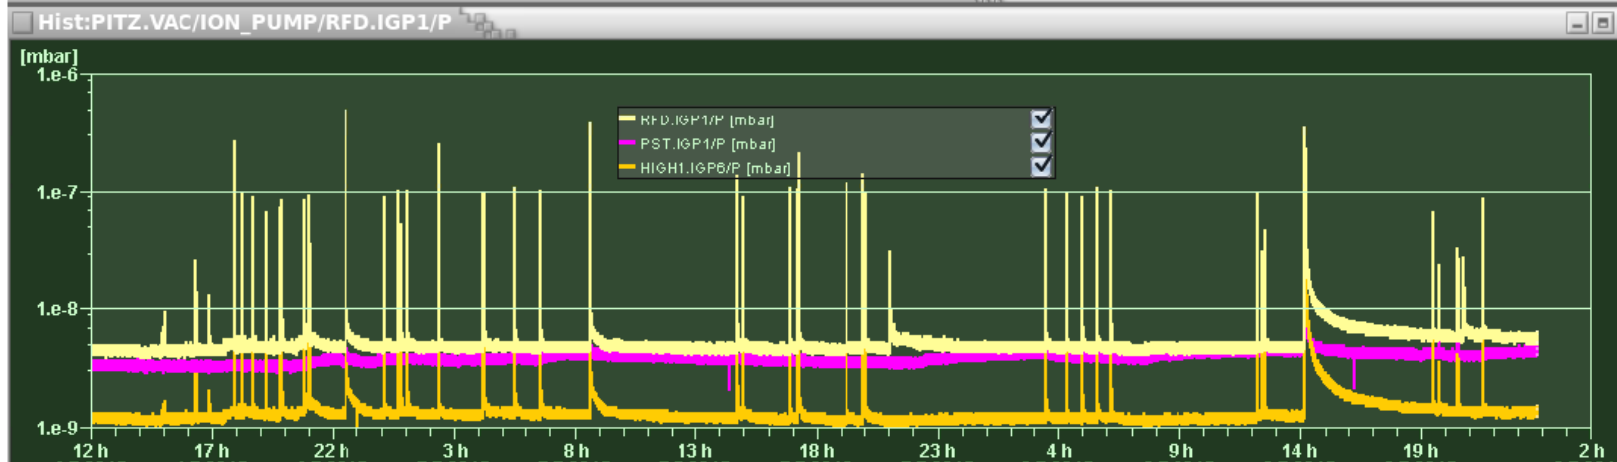 Hist:PITZ.VAC/ION_PUMP/RFD.IGP1/P
[mbar]
1.e-6
RFD.IGP1/P [mbar]
PST.IGP1/P [mbar]
HIGH1.IGP6/P [mbar]
1.e-7
1.e-8
1.e-9
12 h 17 h 22 h 3 h 8 h 13 h 18 h 23 h 4 h 9 h 14 h 19 h 2 h